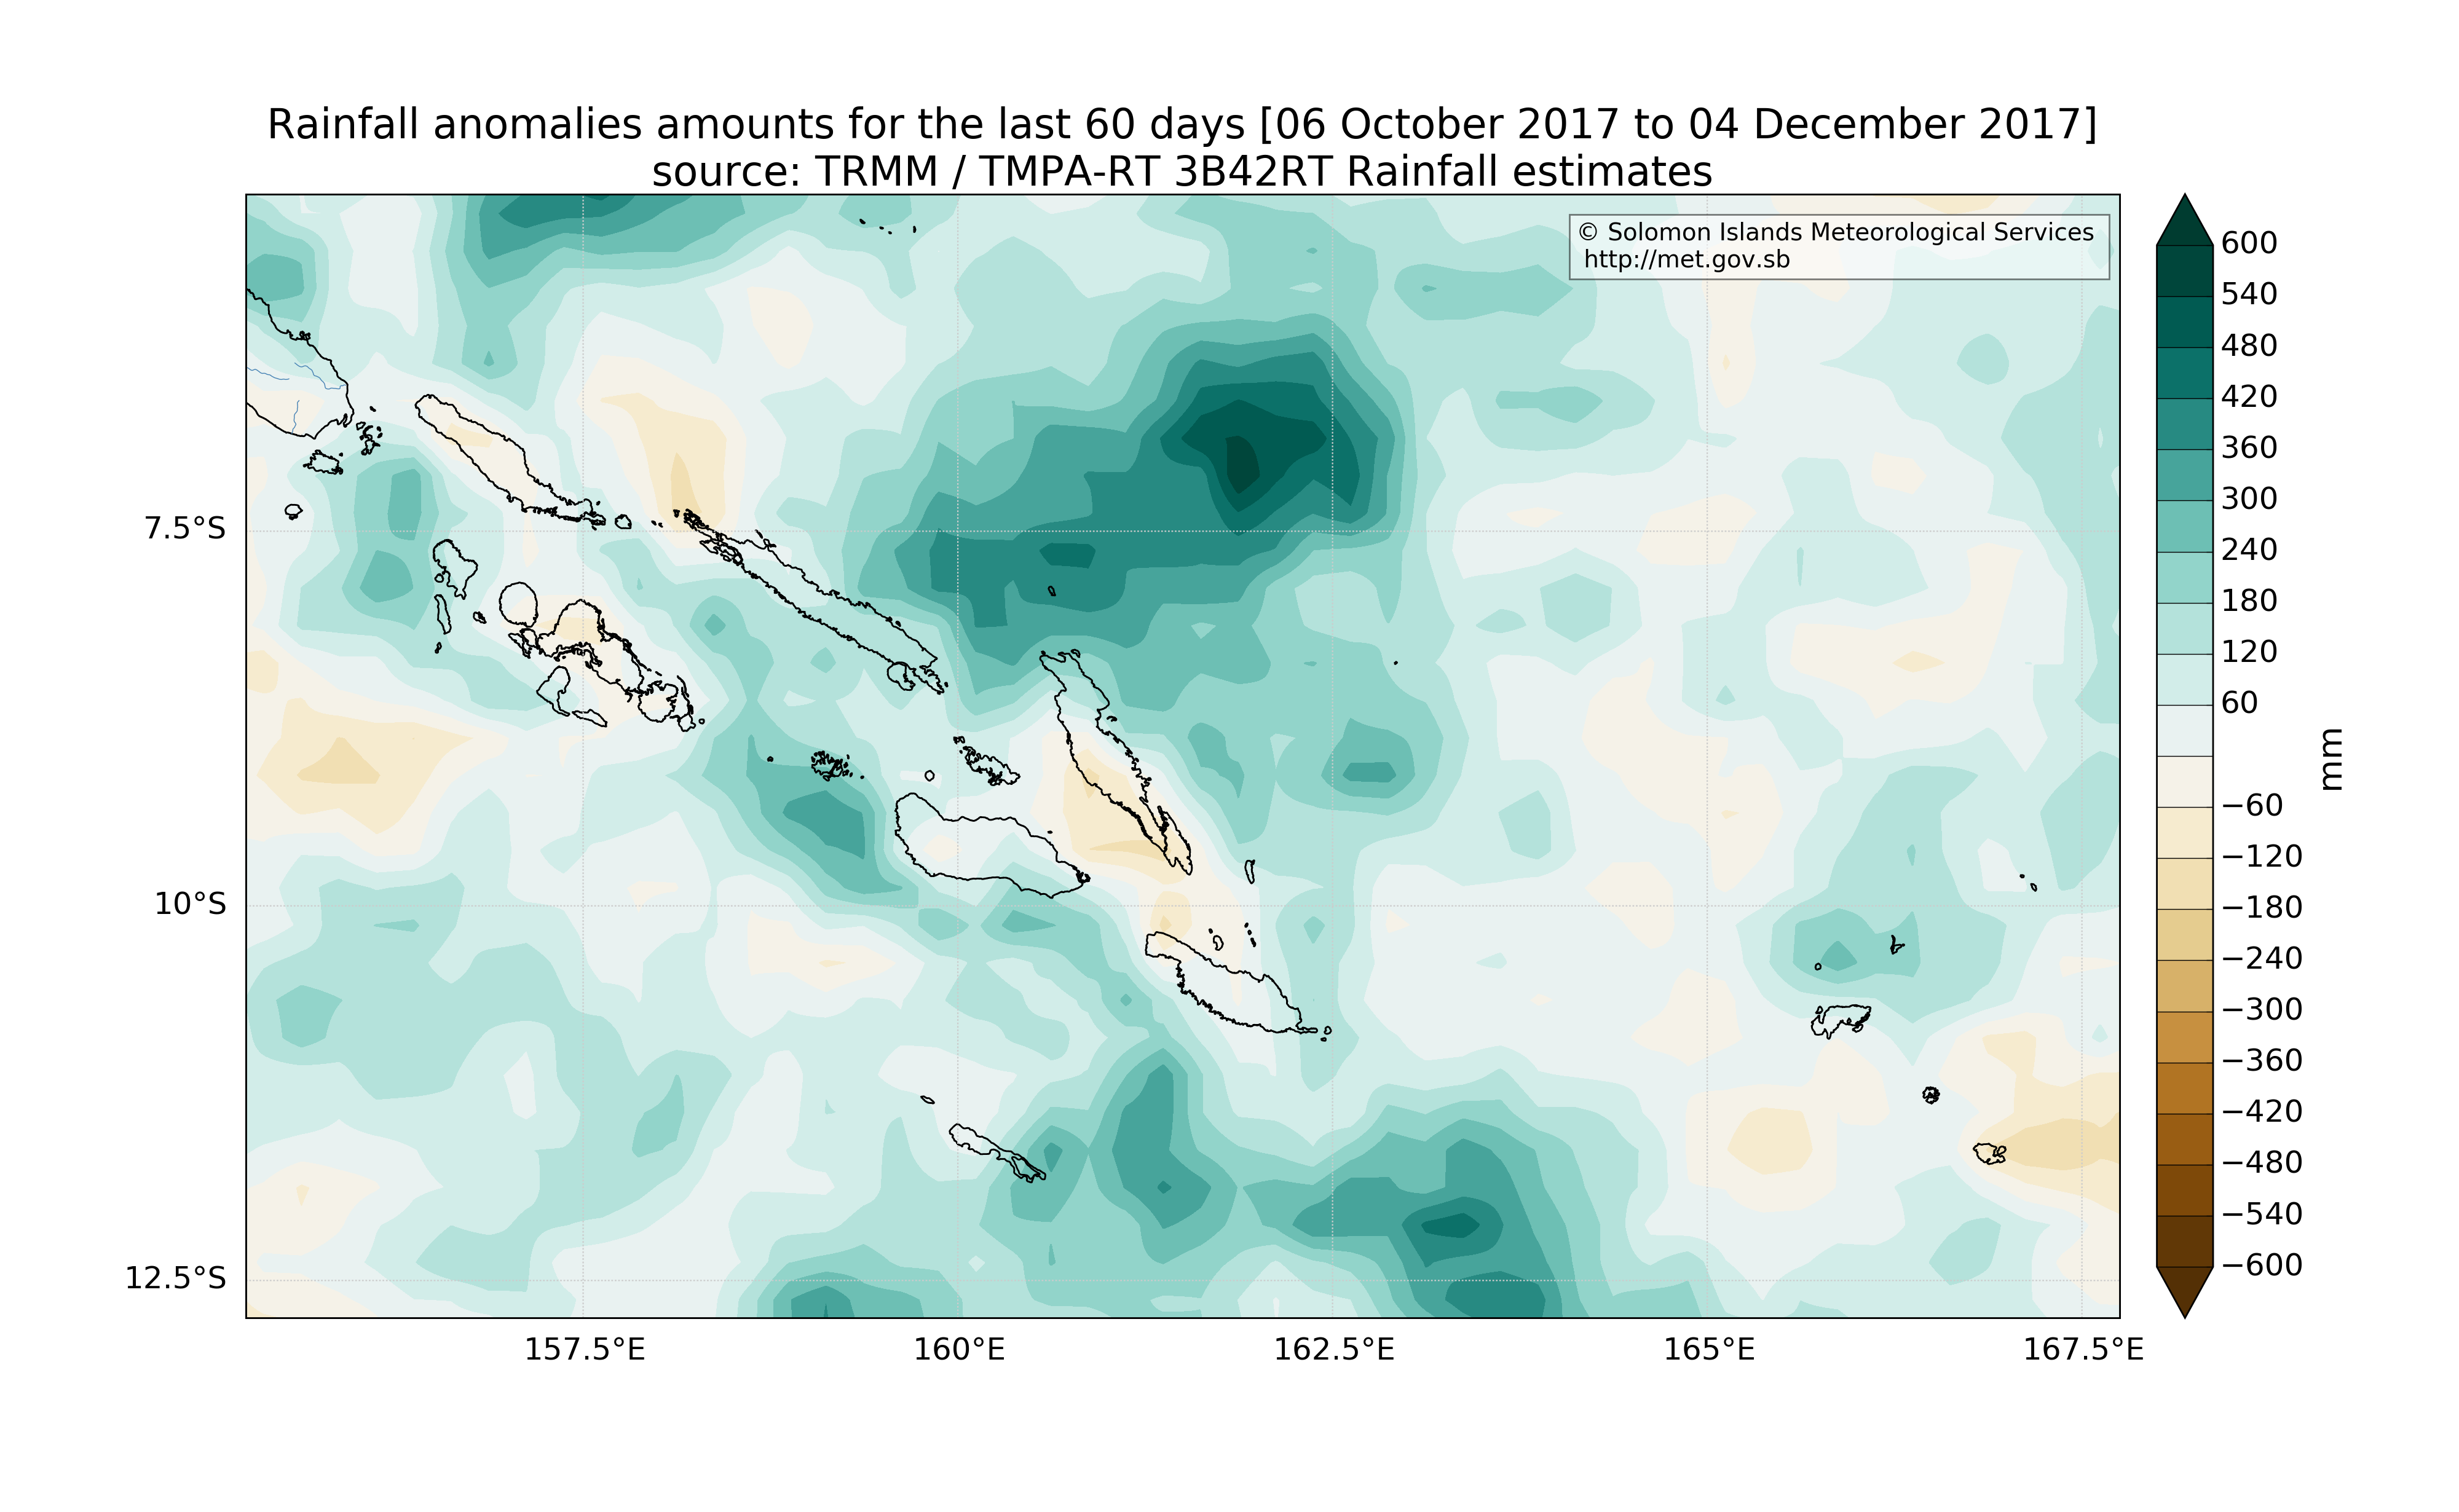 Rainfall anomalies amounts for the last 60 days [06 October 2017 to 04 December 2017]
source: TRMM / TMPA-RT 3B42RT Rainfall estimates
© Solomon Islands Meteorological Services
http://met.gov.sb
7.5°S
10°S
12.5°S
157.5°E
160°E
162.5°E
165°E
167.5°E
600
540
480
420
360
300
240
180
120
60
−60
−120
−180
−240
−300
−360
−420
−480
−540
−600
mm